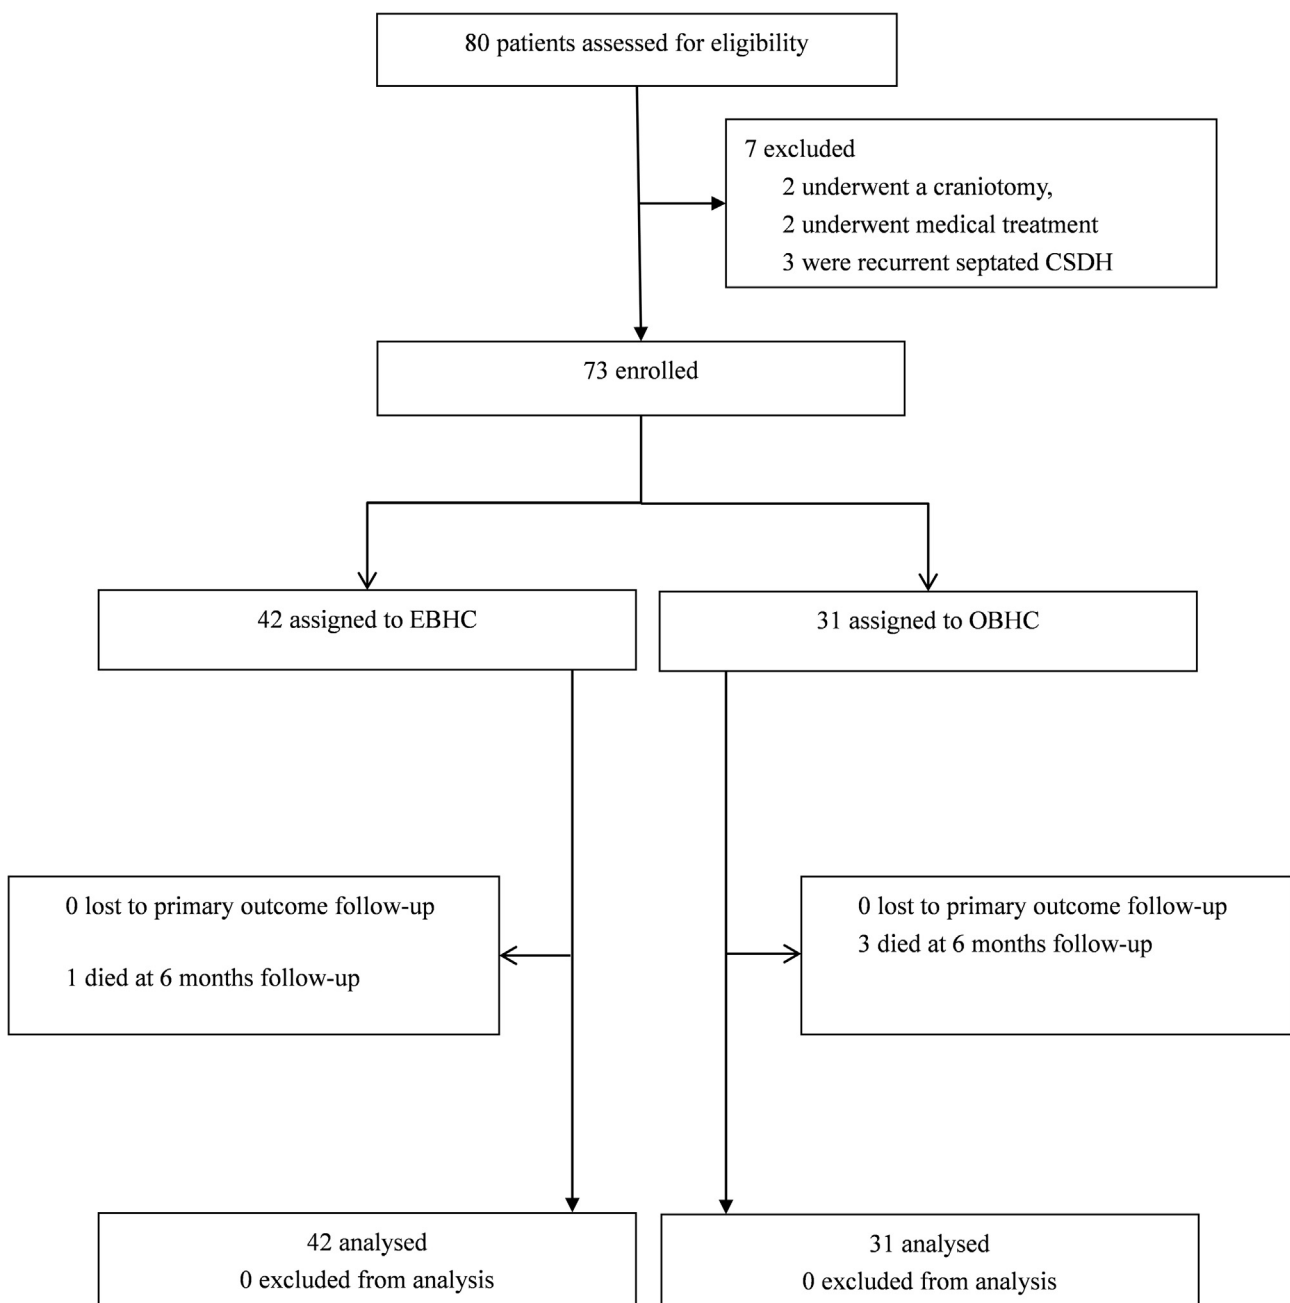 80 patients assessed for eligibility
7 excluded
2 underwent a craniotomy,
2 underwent medical treatment
3 were recurrent septated CSDH
73 enrolled
42 assigned to EBHC
31 assigned to OBHC
0 lost to primary outcome follow-up
1 died at 6 months follow-up
0 lost to primary outcome follow-up
3 died at 6 months follow-up
42 analysed
0 excluded from analysis
31 analysed
0 excluded from analysis